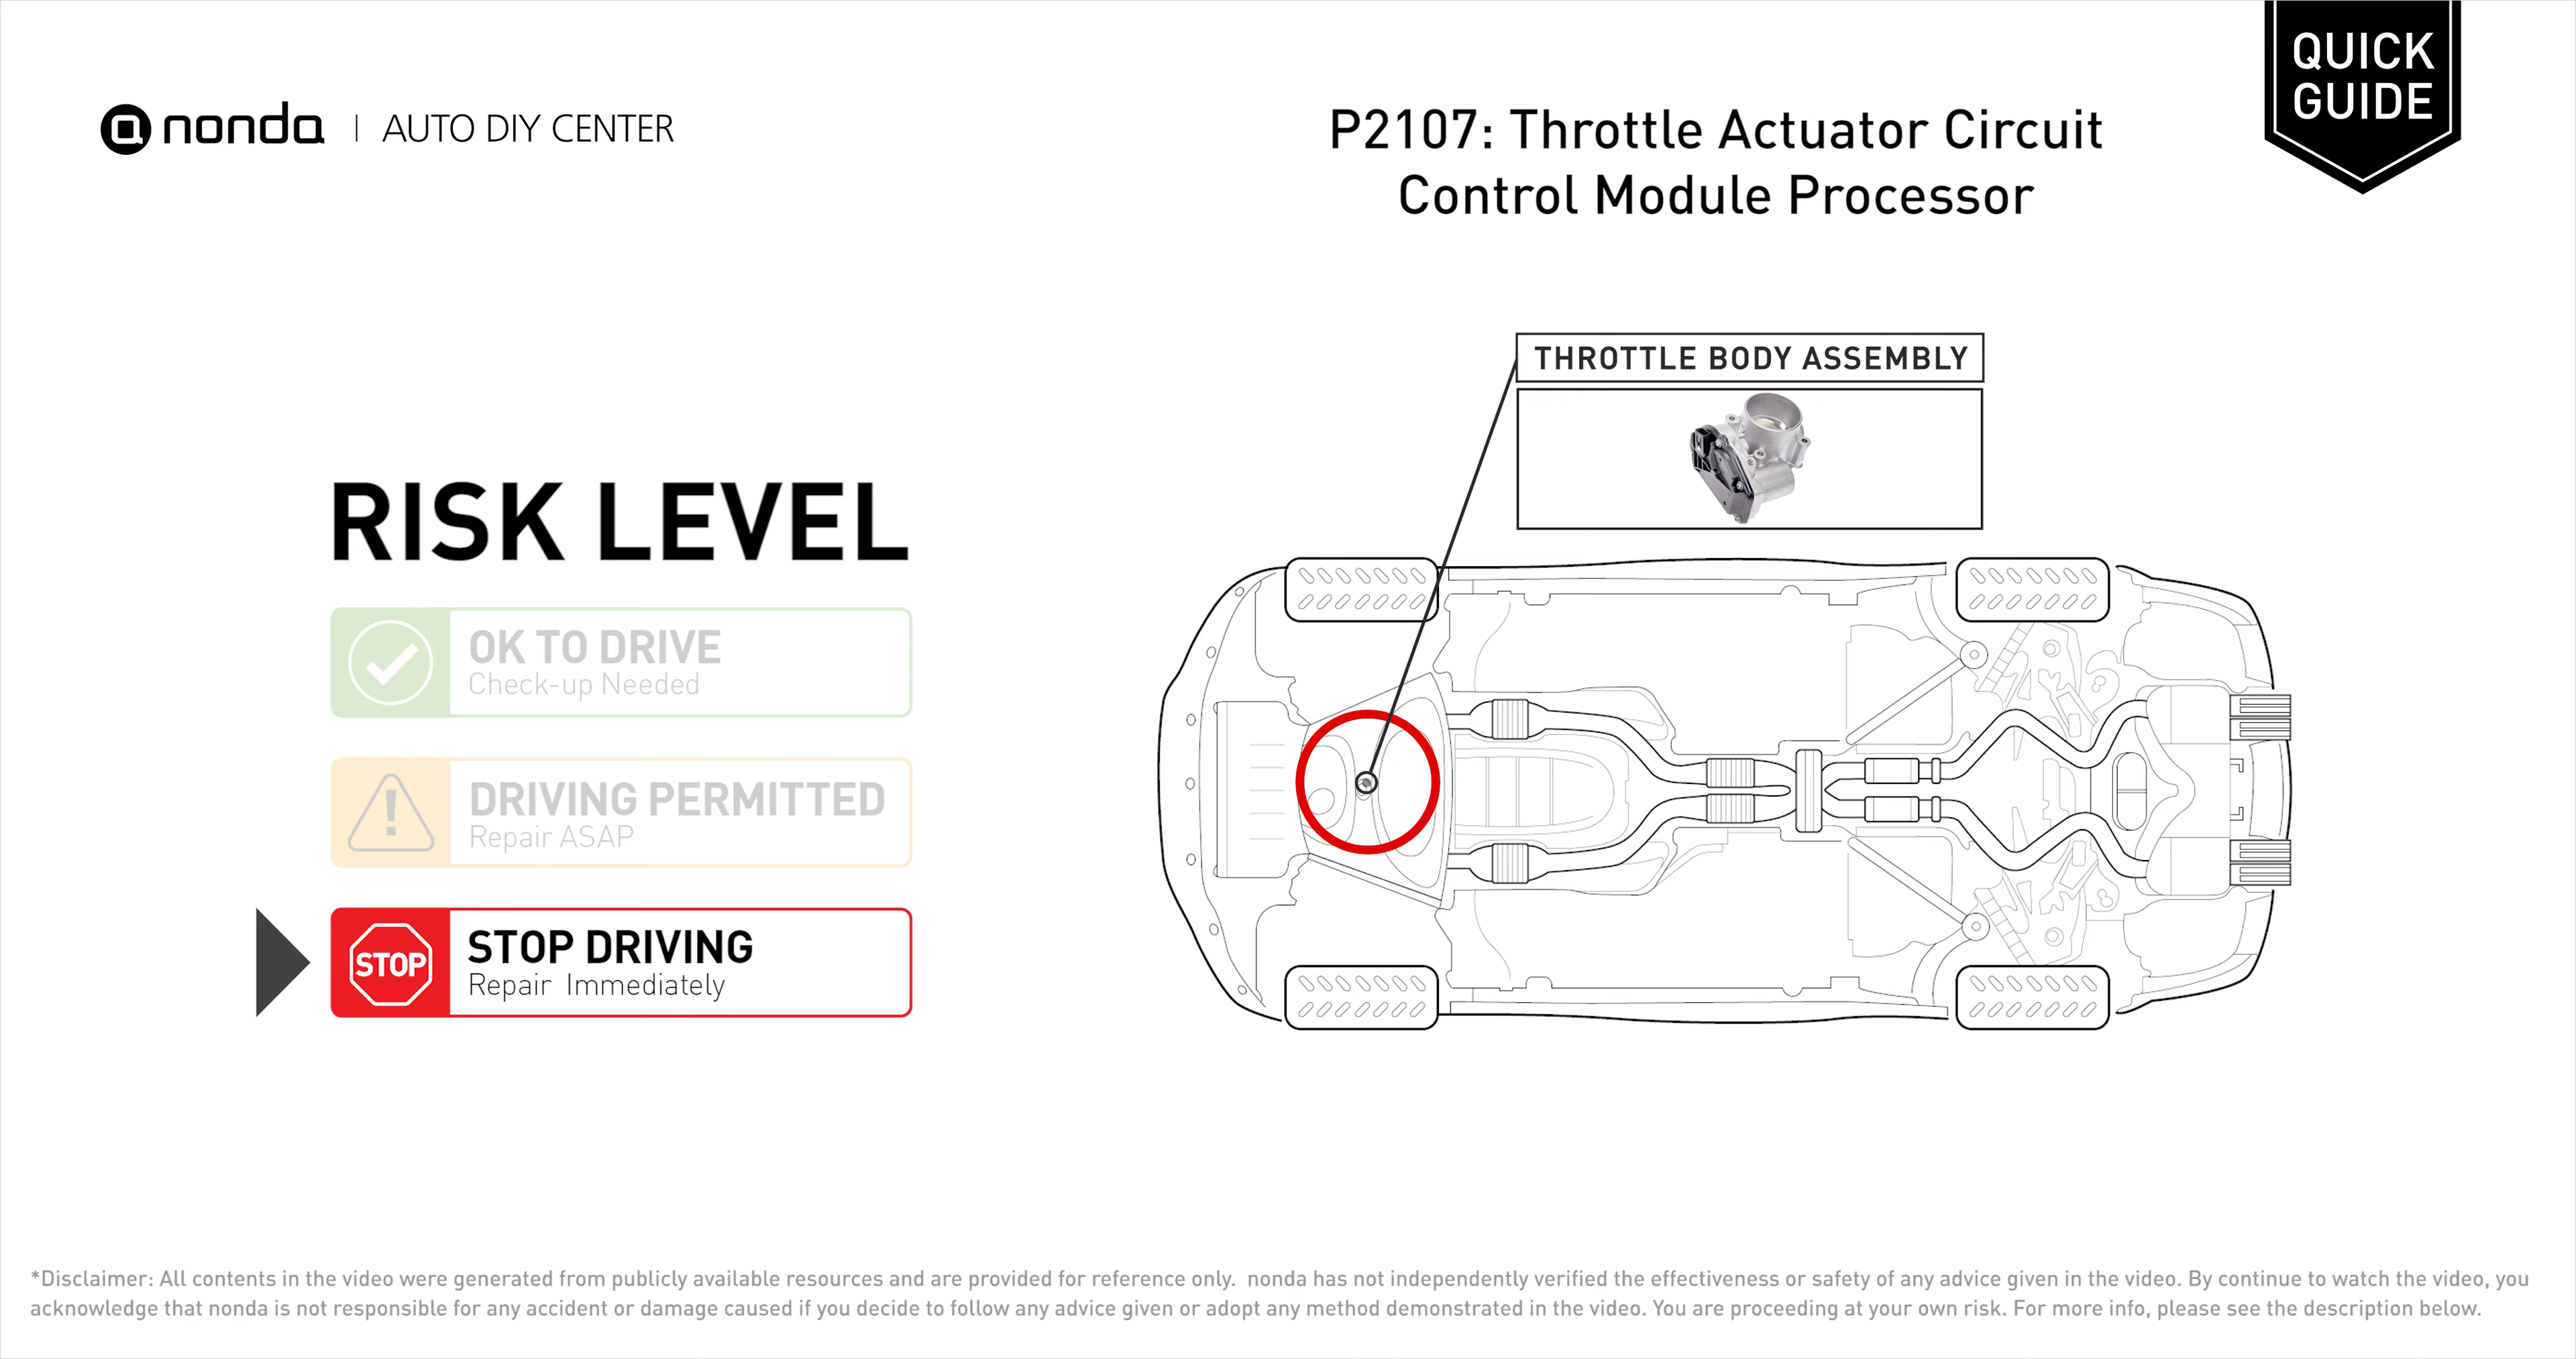 nonda | AUTO DIY CENTER
QUICK
GUIDE
P2107: Throttle Actuator Circuit
Control Module Processor
THROTTLE BODY ASSEMBLY
RISK LEVEL
OK TO DRIVE
Check-up Needed
DRIVING PERMITTED
Repair ASAP
STOP
STOP DRIVING
Repair Immediately
*Disclaimer: All contents in the video were generated from publicly available resources and are provided for reference only. nonda has not independently verified the effectiveness or safety of any advice given in the video. By continue to watch the video, you
acknowledge that nonda is not responsible for any accident or damage caused if you decide to follow any advice given or adopt any method demonstrated in the video. You are proceeding at your own risk. For more info, please see the description below.